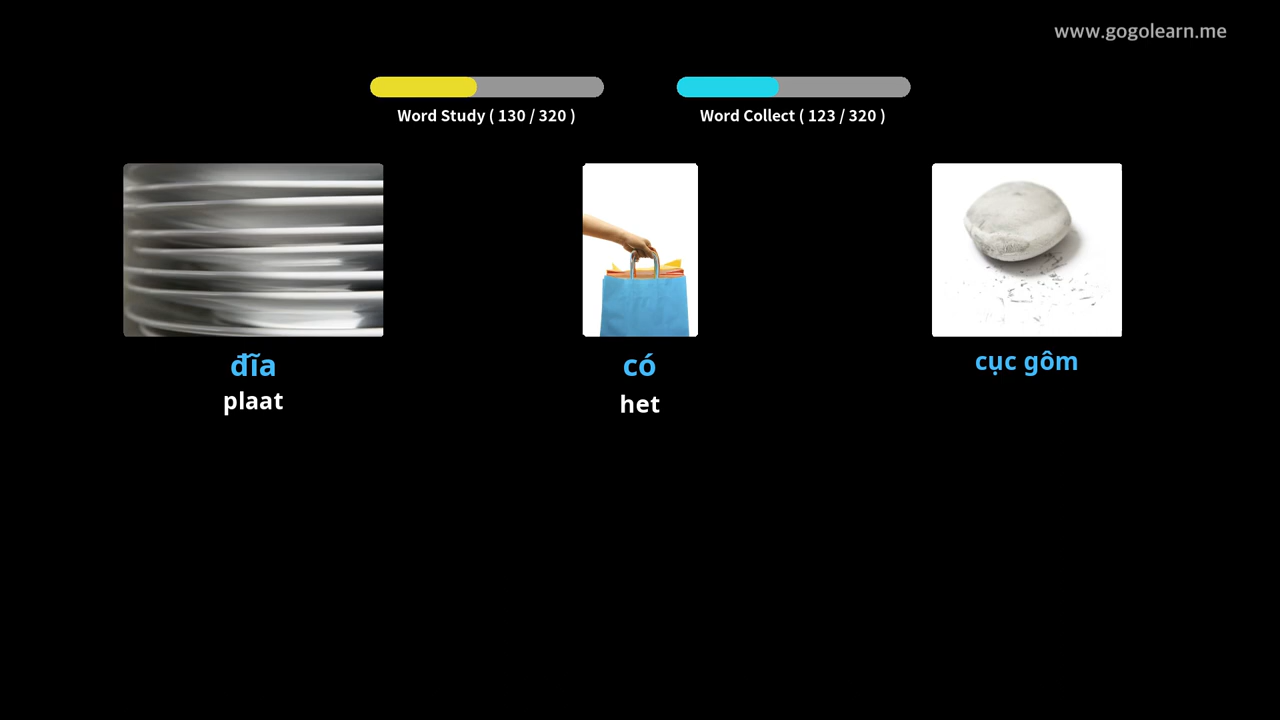 www.gogolearn.me
Word Study ( 130 / 320 )
Word Collect ( 123 / 320 )
đĩa
plaat
có
het
cục gôm